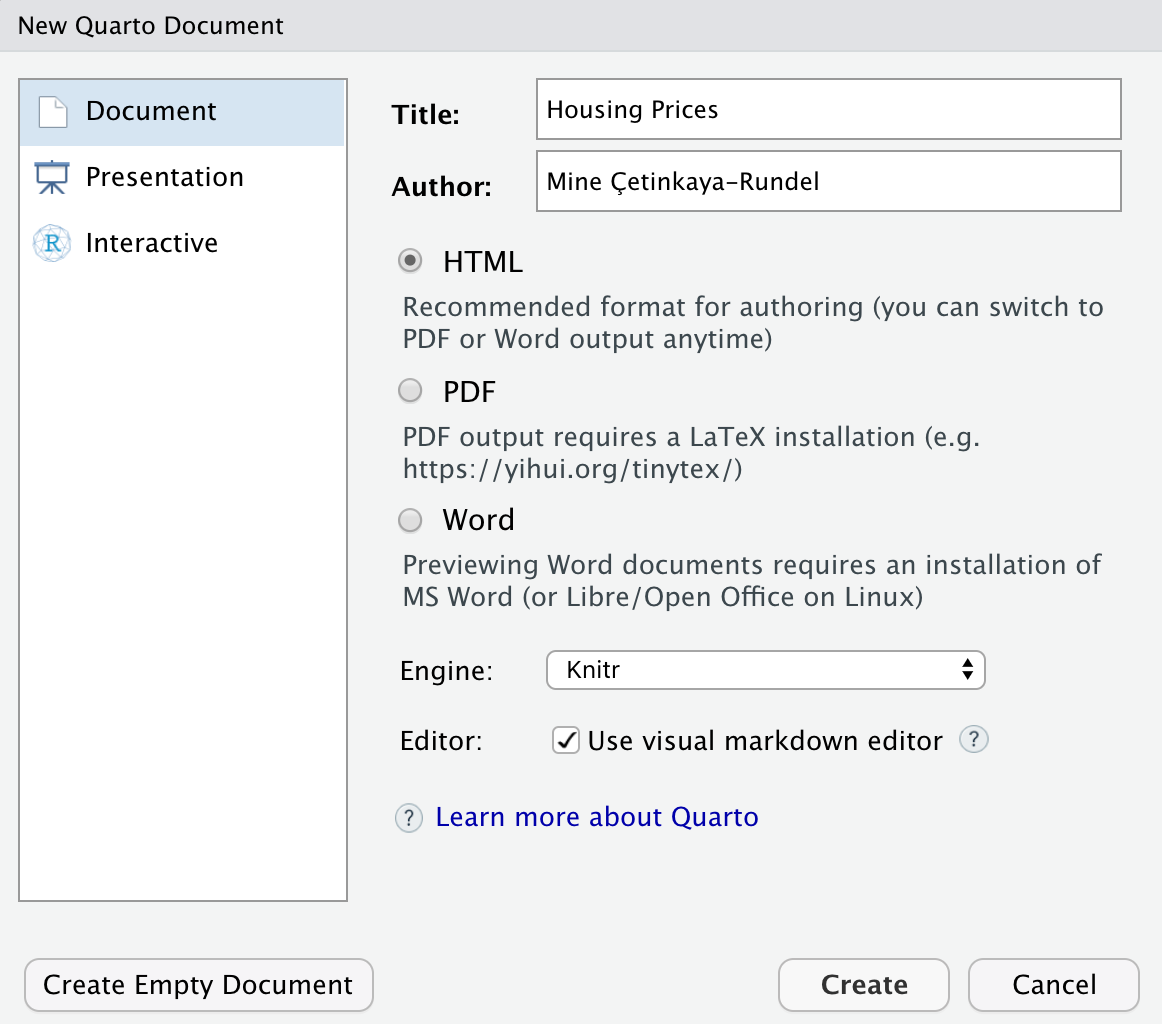 New Quarto Document
Document
Presentation
Interactive
Title:
Housing Prices
Author:
Mine Çetinkaya-Rundel
HTML
Recommended format for authoring (you can switch to
PDF or Word output anytime)
PDF
PDF output requires a LaTeX installation (e.g.
https://yihui.org/tinytex/)
Word
Previewing Word documents requires an installation of
MS Word (or Libre/Open Office on Linux)
Engine:
Knitr
Editor:
Use visual markdown editor ?
? Learn more about Quarto
Create Empty Document
Create
Cancel